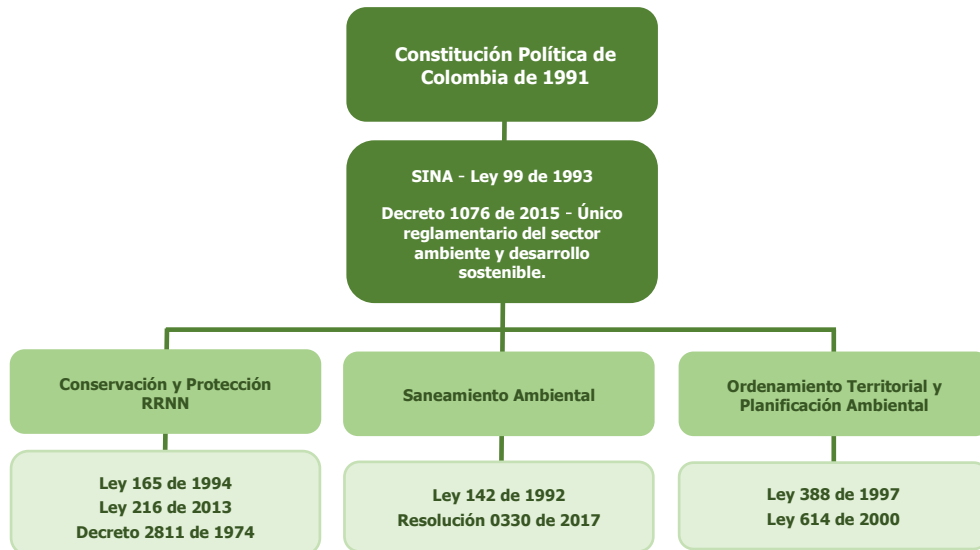 Constitución Política de
Colombia de 1991
SINA - Ley 99 de 1993
Decreto 1076 de 2015 - Único
reglamentario del sector
ambiente y desarrollo
sostenible.
Conservación y Protección
RRNN
Saneamiento Ambiental
Ordenamiento Territorial y
Planificación Ambiental
Ley 165 de 1994
Ley 216 de 2013
Decreto 2811 de 1974
Ley 142 de 1992
Resolución 0330 de 2017
Ley 388 de 1997
Ley 614 de 2000